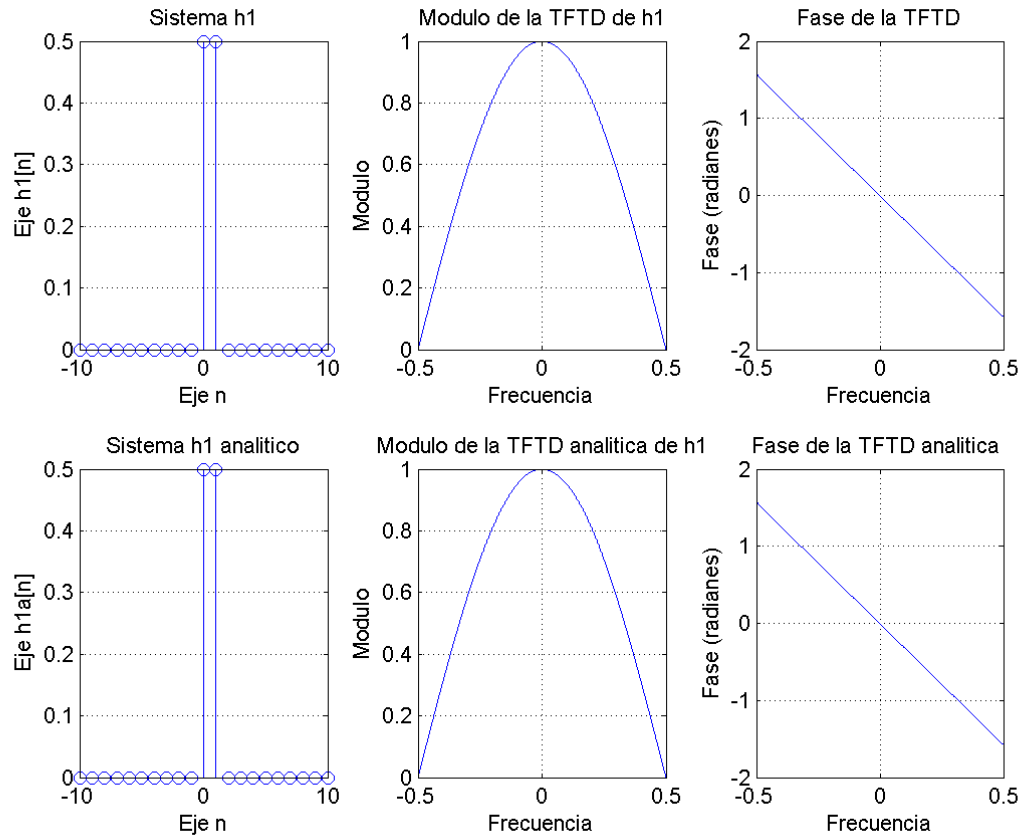 Sistema h1
Eje h1[n]
0.5
0.4
0.3
0.2
0.1
0
-10
0
10
Eje n
Modulo de la TFTD de h1
Modulo
1
0.8
0.6
0.4
0.2
0
-0.5
0
0.5
Frecuencia
Fase de la TFTD
Fase (radianes)
2
1
0
-1
-2
-0.5
0
0.5
Frecuencia
Sistema h1 analitico
Eje h1a[n]
0.5
0.4
0.3
0.2
0.1
0
-10
0
10
Eje n
Modulo de la TFTD analitica de h1
Modulo
1
0.8
0.6
0.4
0.2
0
-0.5
0
0.5
Frecuencia
Fase de la TFTD analitica
Fase (radianes)
2
1
0
-1
-2
-0.5
0
0.5
Frecuencia